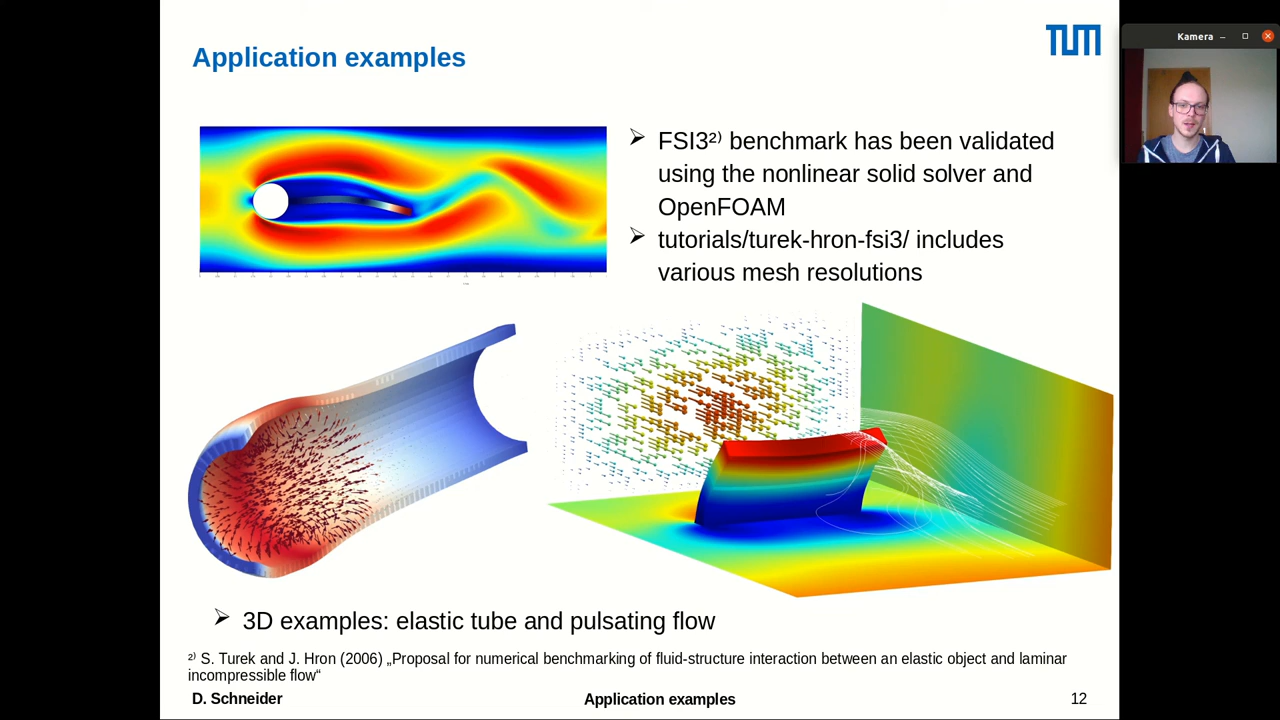 Application examples
TUM
Kamera
➢ FSI3²⁾ benchmark has been validated
using the nonlinear solid solver and
OpenFOAM
➢ tutorials/turek-hron-fsi3/ includes
various mesh resolutions
➢ 3D examples: elastic tube and pulsating flow
²⁾ S. Turek and J. Hron (2006) „Proposal for numerical benchmarking of fluid-structure interaction between an elastic object and laminar
incompressible flow“
D. Schneider
Application examples
12